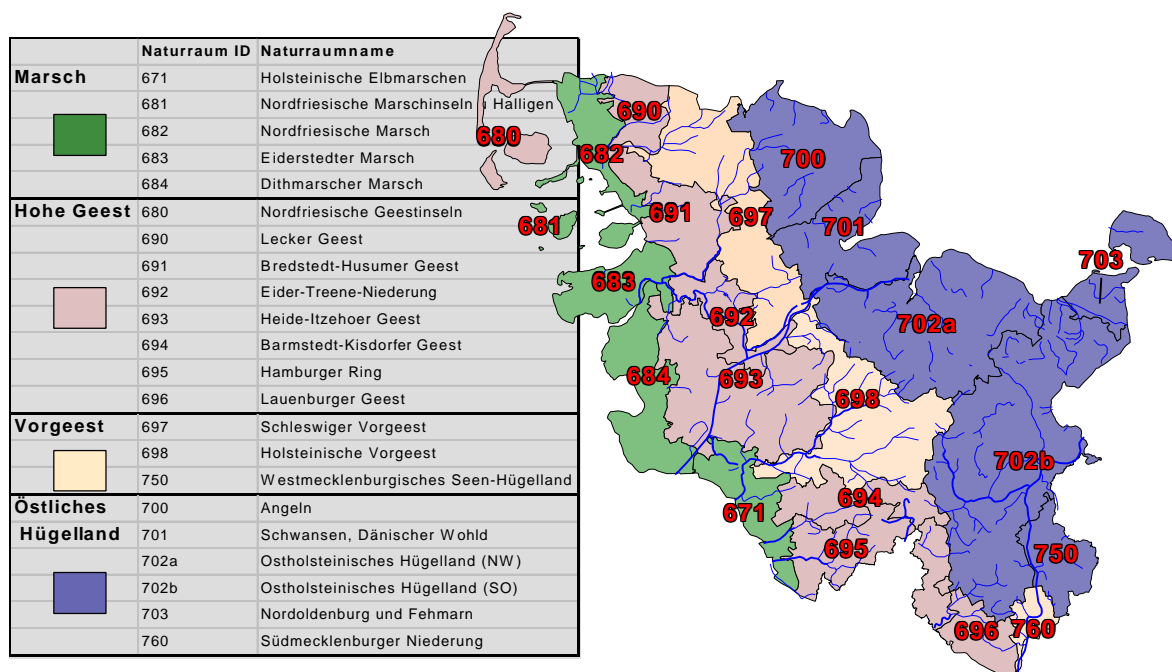 Naturraum ID Naturraumname
Marsch 671 Holsteinische Elbmarschen
681 Nordfriesische Marschinseln u Halligen
682 Nordfriesische Marsch
683 Eiderstedter Marsch
684 Dithmarscher Marsch
Hohe Geest 680 Nordfriesische Geestinseln
690 Lecker Geest
691 Bredstedt-Husumer Geest
692 Eider-Treene-Niederung
693 Heide-Itzehoer Geest
694 Barmstedt-Kisdorfer Geest
695 Hamburger Ring
696 Lauenburger Geest
Vorgeest 697 Schleswiger Vorgeest
698 Holsteinische Vorgeest
750 Westmecklenburgisches Seen-Hügelland
Östliches 700 Angeln
Hügelland 701 Schwansen, Dänischer Wohld
702a Ostholsteinisches Hügelland (NW)
702b Ostholsteinisches Hügelland (SO)
703 Nordoldenburg und Fehmarn
760 Südmecklenburger Niederung
690
680
682
700
691
697
681
701
703
683
692
702a
684
693
698
702b
694
671
695
750
696
760